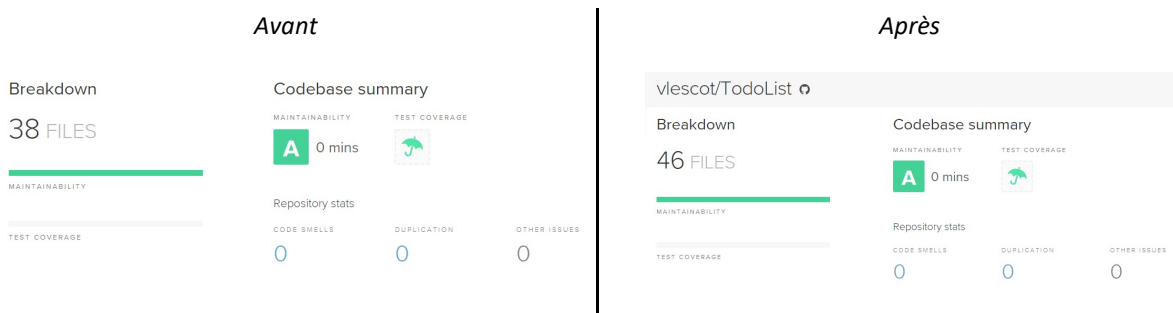 Avant
Breakdown
38 FILES
MAINTAINABILITY
TEST COVERAGE
Codebase summary
MAINTAINABILITY TEST COVERAGE
A 0 mins
Repository stats
CODE SMELLS DUPLICATION OTHER ISSUES
0 0 0
Après
vlescot/TodoList
Breakdown
46 FILES
MAINTAINABILITY
TEST COVERAGE
Codebase summary
MAINTAINABILITY TEST COVERAGE
A 0 mins
Repository stats
CODE SMELLS DUPLICATION OTHER ISSUES
0 0 0